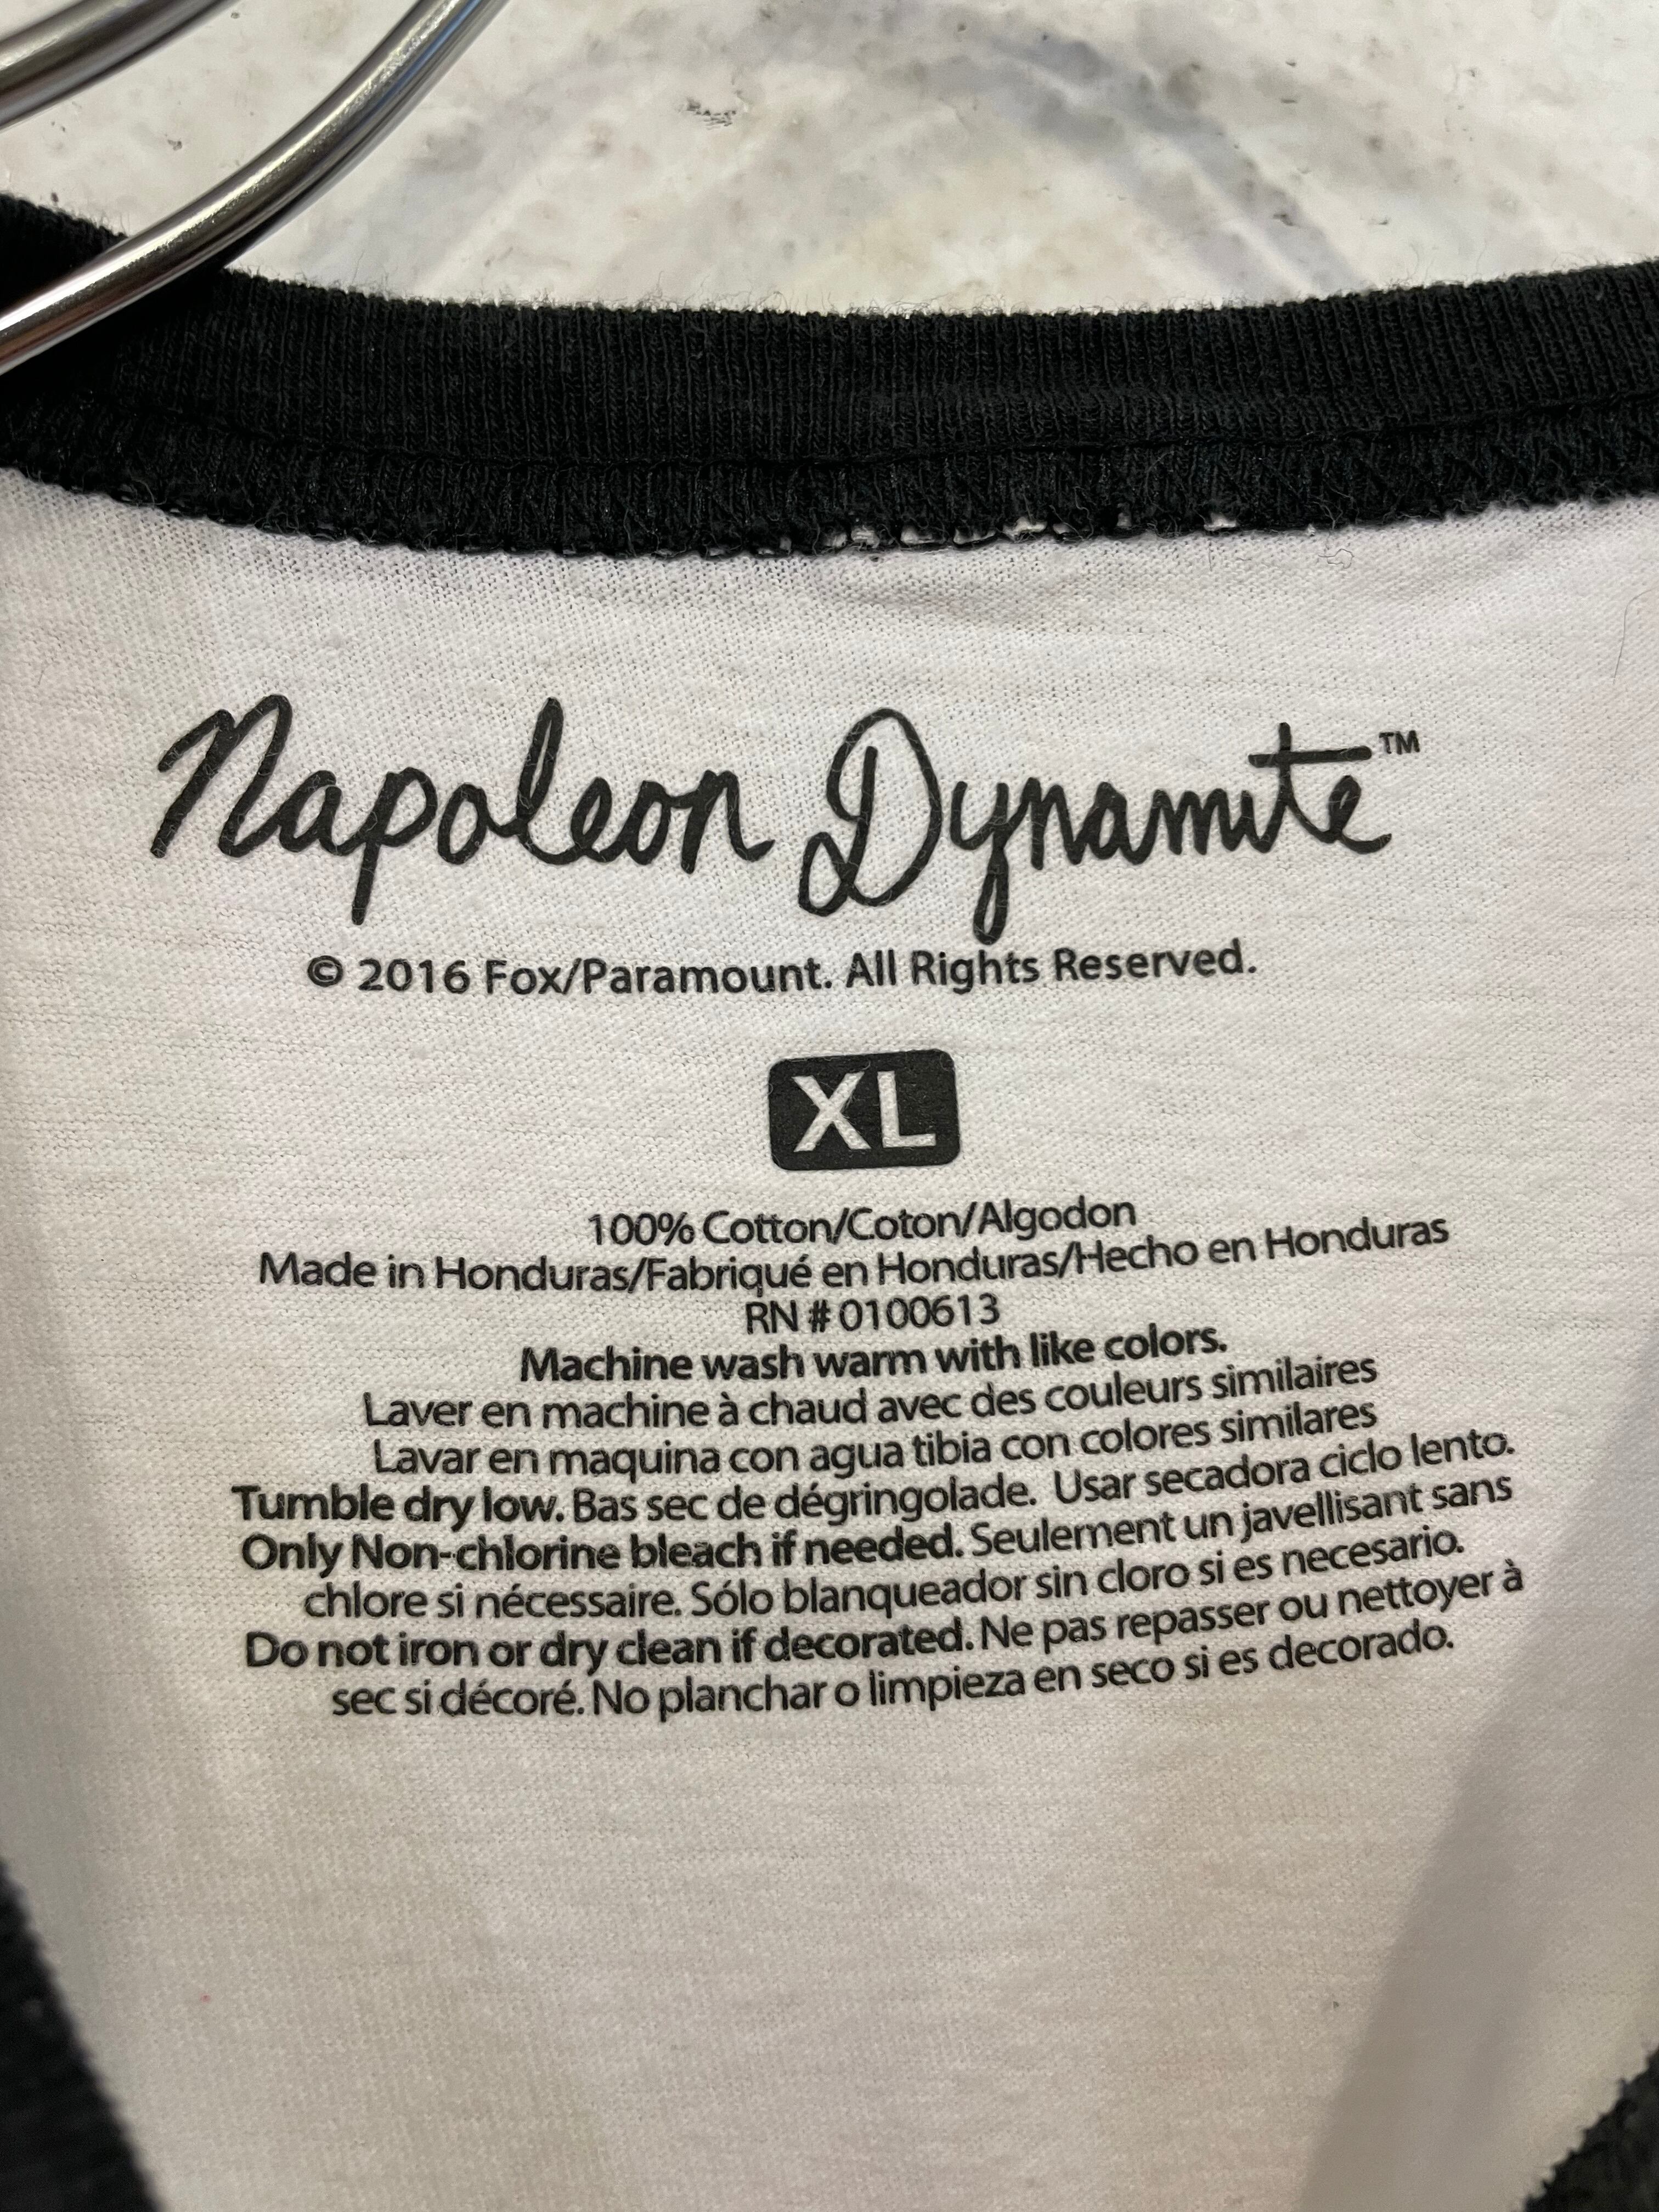 Napoleon Dynamite™
© 2016 Fox/Paramount. All Rights Reserved.
XL
100% Cotton/Coton/Algodon
Made in Honduras/Fabriqué en Honduras/Hecho en Honduras
RN # 0100613
Machine wash warm with like colors.
Laver en machine à chaud avec des couleurs similaires
Lavar en maquina con agua tibia con colores similares
Tumble dry low. Bas sec de dégringolade. Usar secadora ciclo lento.
Only Non-chlorine bleach if needed. Seulement un javellisant sans
chlore si nécessaire. Sólo blanqueador sin cloro si es necesario.
Do not iron or dry clean if decorated. Ne pas repasser ou nettoyer à
sec si décoré. No planchar o limpieza en seco si es decorado.